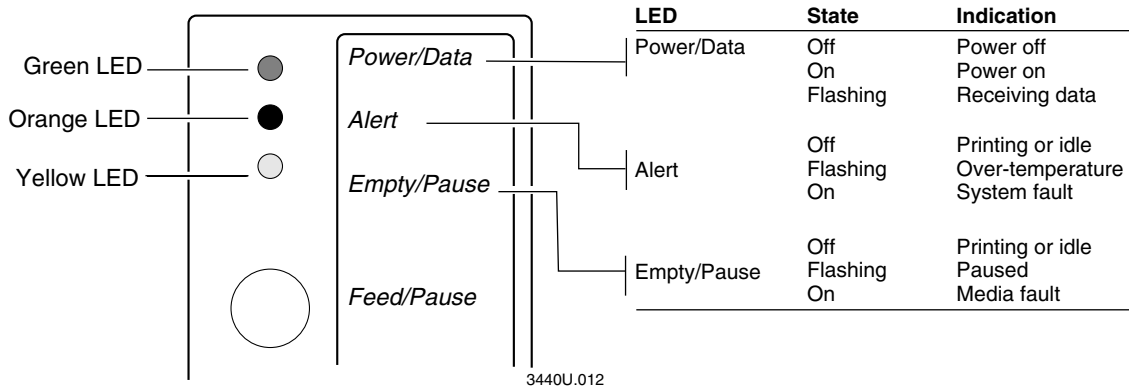 Green LED
Orange LED
Yellow LED
Power/Data
Alert
Empty/Pause
Feed/Pause
LED State Indication
Power/Data Off Power off
On Power on
Flashing Receiving data
Off Printing or idle
Alert Flashing Over-temperature
On System fault
Off Printing or idle
Empty/Pause Flashing Paused
On Media fault
3440U.012